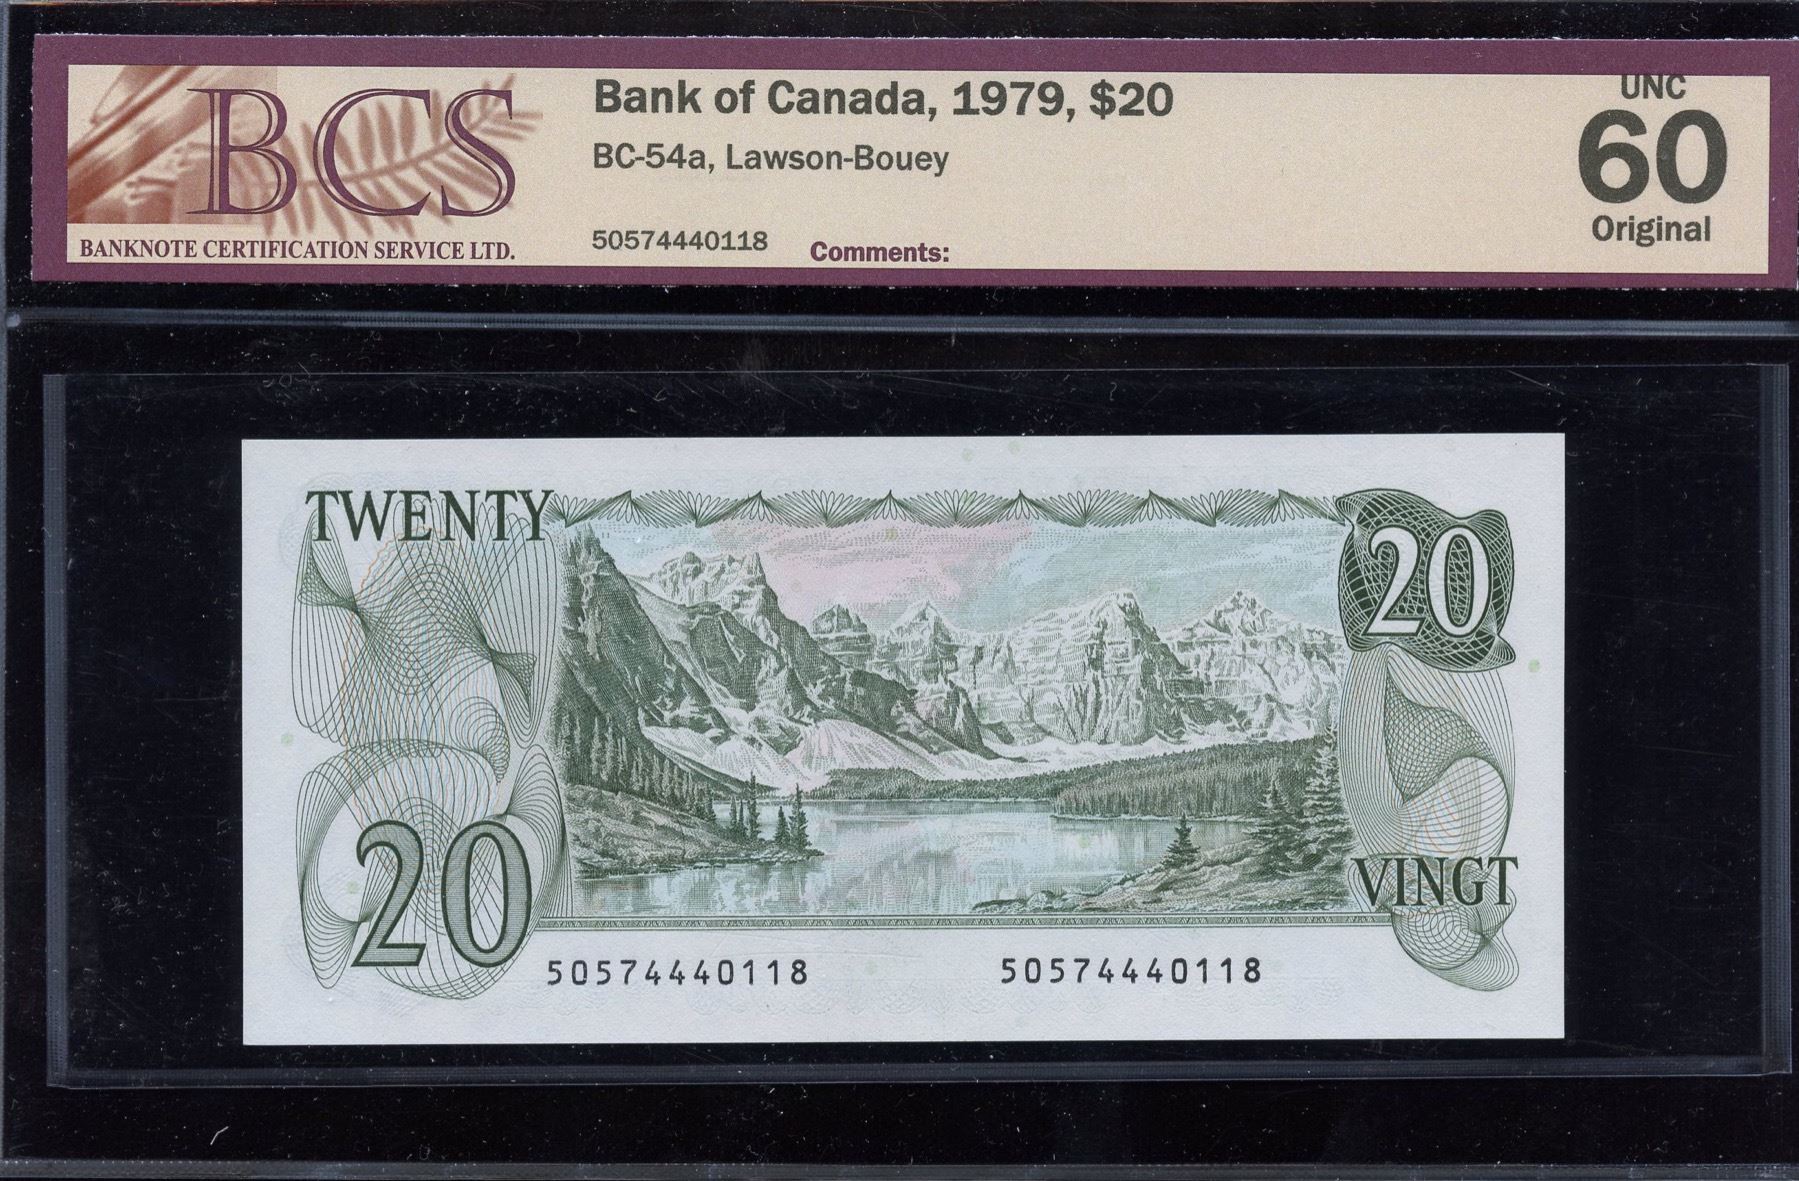 BCS
BANKNOTE CERTIFICATION SERVICE LTD.
Bank of Canada, 1979, $20
BC-54a, Lawson-Bouey
50574440118
Comments:
UNC
60
Original
TWENTY
20
20
VINGT
50574440118
50574440118